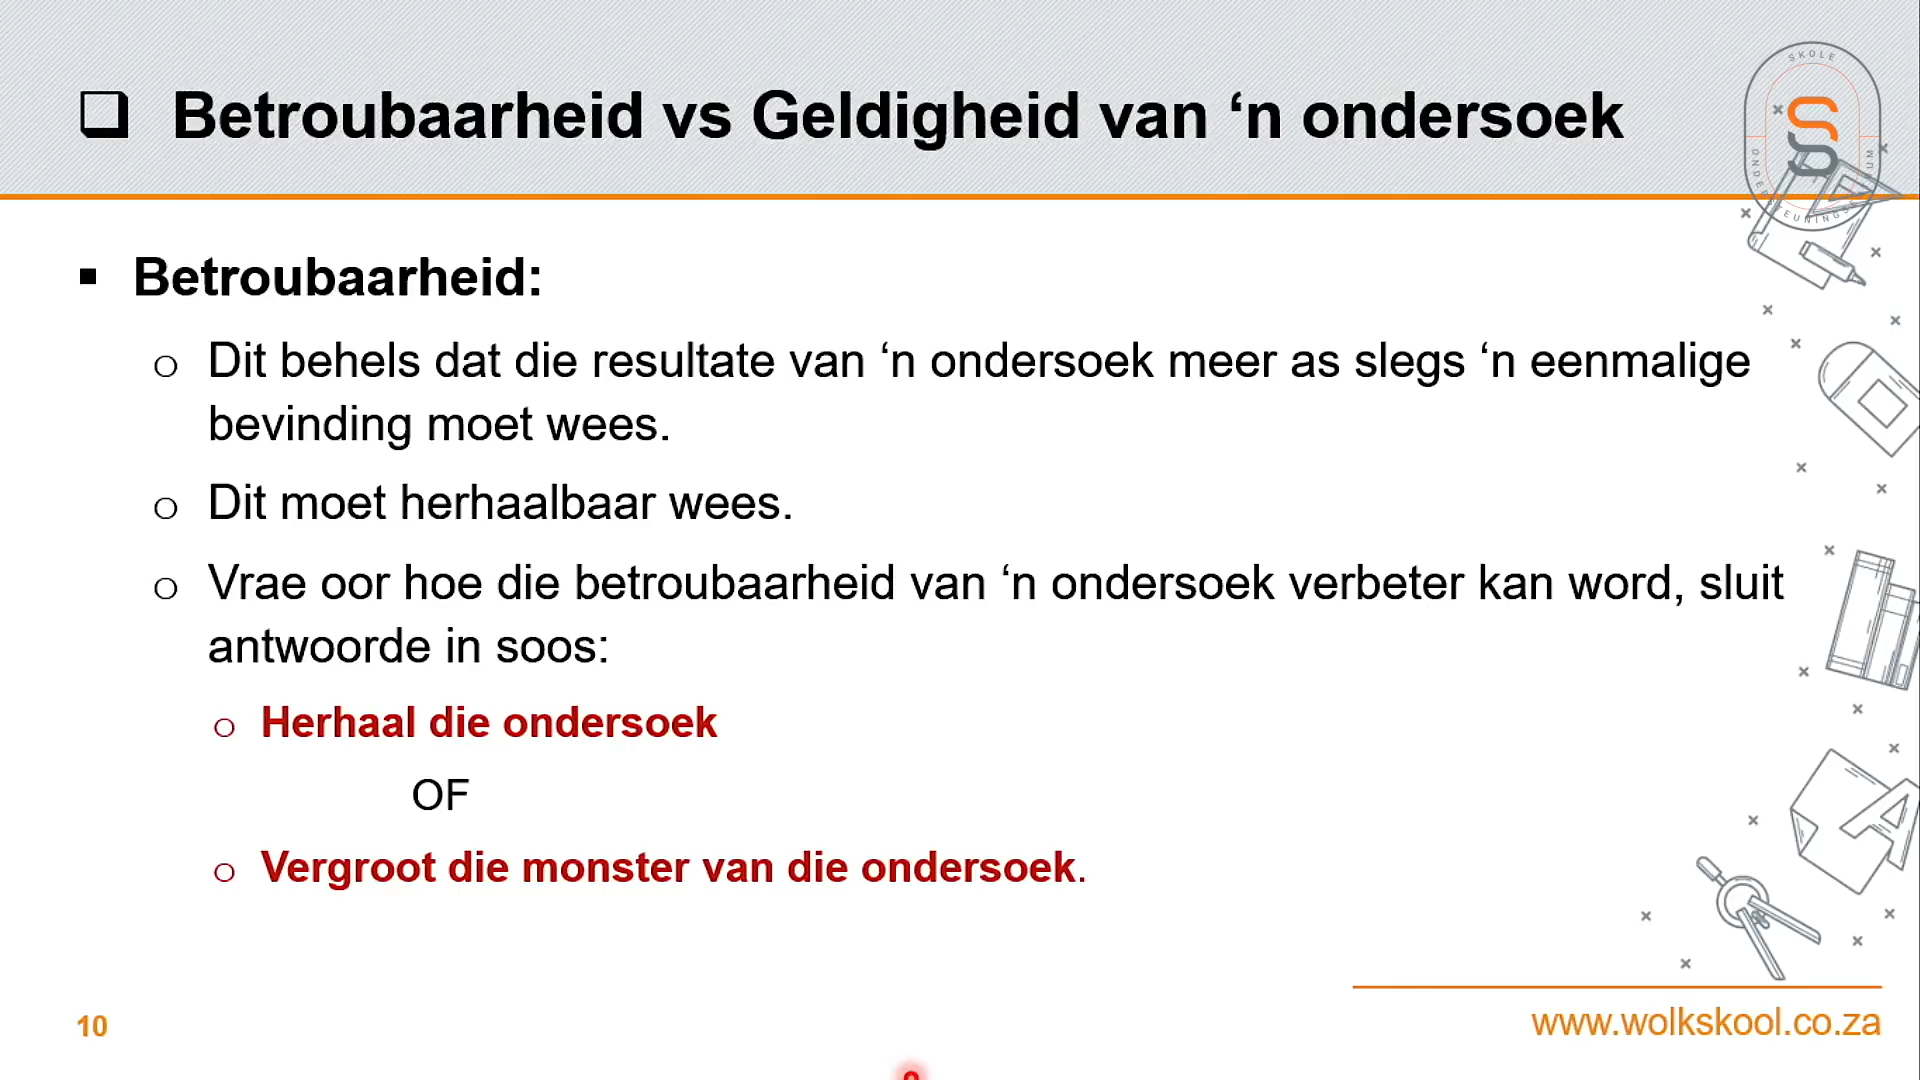 Betroubaarheid vs Geldigheid van ‘n ondersoek
SKOLE
Betroubaarheid:
Dit behels dat die resultate van ‘n ondersoek meer as slegs ‘n eenmalige
bevinding moet wees.
Dit moet herhaalbaar wees.
Vrae oor hoe die betroubaarheid van ‘n ondersoek verbeter kan word, sluit
antwoorde in soos:
Herhaal die ondersoek
OF
Vergroot die monster van die ondersoek.
10
www.wolkskool.co.za